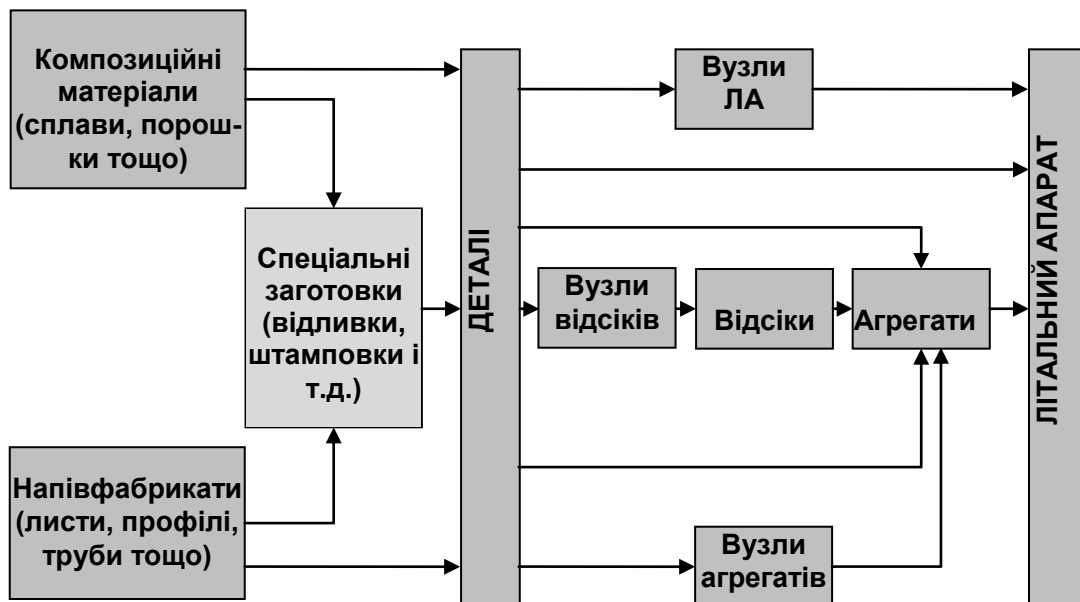 Композиційні
матеріали
(сплави, порош-
ки тощо)
Спеціальні
заготовки
(відливки,
штамповки і
т.д.)
Напівфабрикати
(листи, профілі,
труби тощо)
ДЕТАЛІ
Вузли
ЛА
Вузли
відсіків
Відсіки
Агрегати
Вузли
агрегатів
ЛІТАЛЬНИЙ АПАРАТ